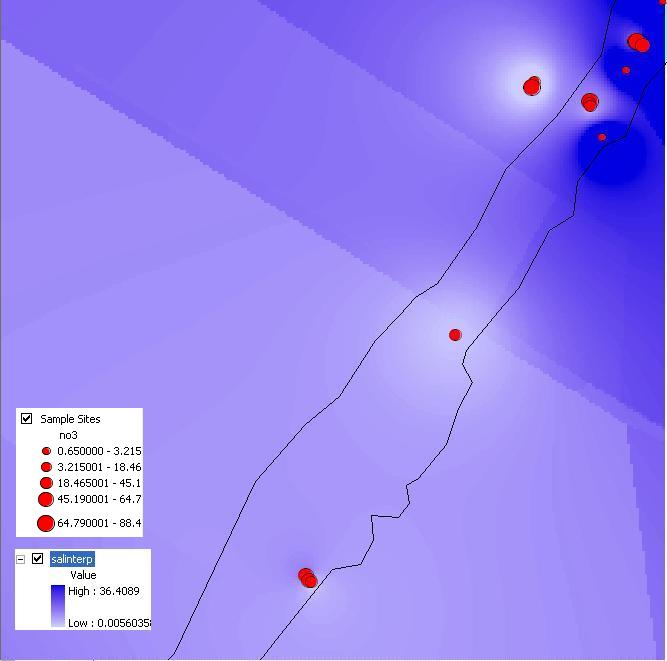 Sample Sites
no3
0.650000 - 3.215
3.215001 - 18.46
18.465001 - 45.1
45.190001 - 64.7
64.790001 - 88.4
salinterp
Value
High : 36.4089
Low : 0.0056035